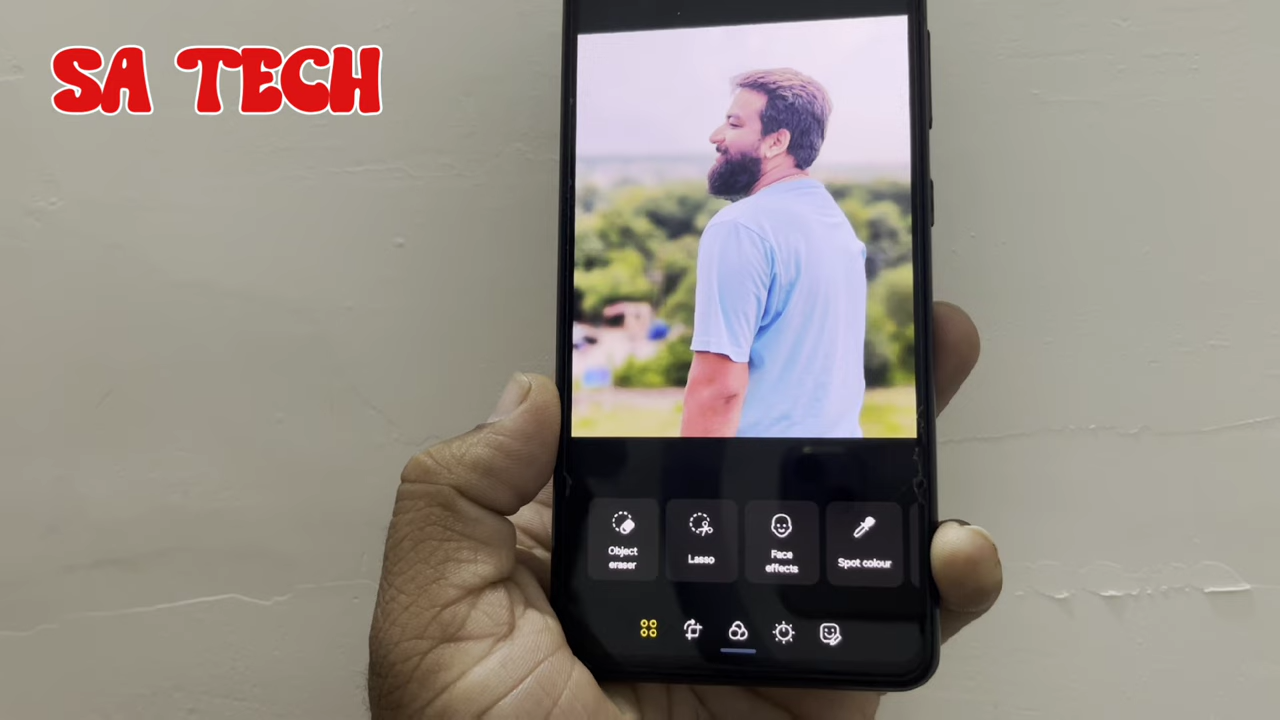 SA TECH
Object
eraser
Lasso
Face
effects
Spot colour